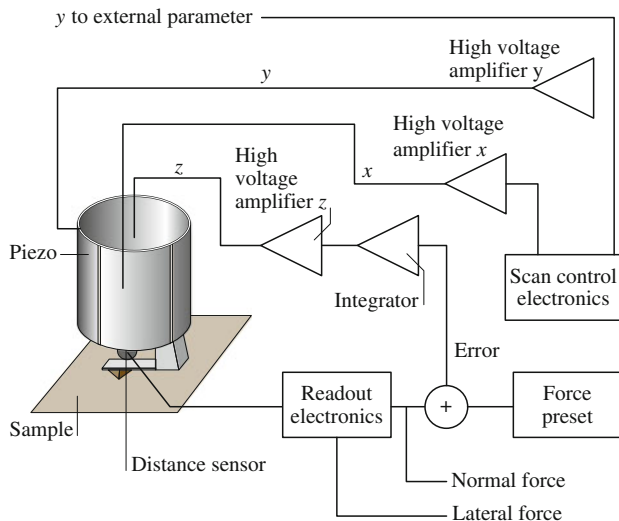 y to external parameter
High voltage
amplifier y
y
High voltage
amplifier x
High
voltage
amplifier z
x
z
Piezo
Integrator
Scan control
electronics
Error
Readout
electronics
+
Force
preset
Sample
Distance sensor
Normal force
Lateral force